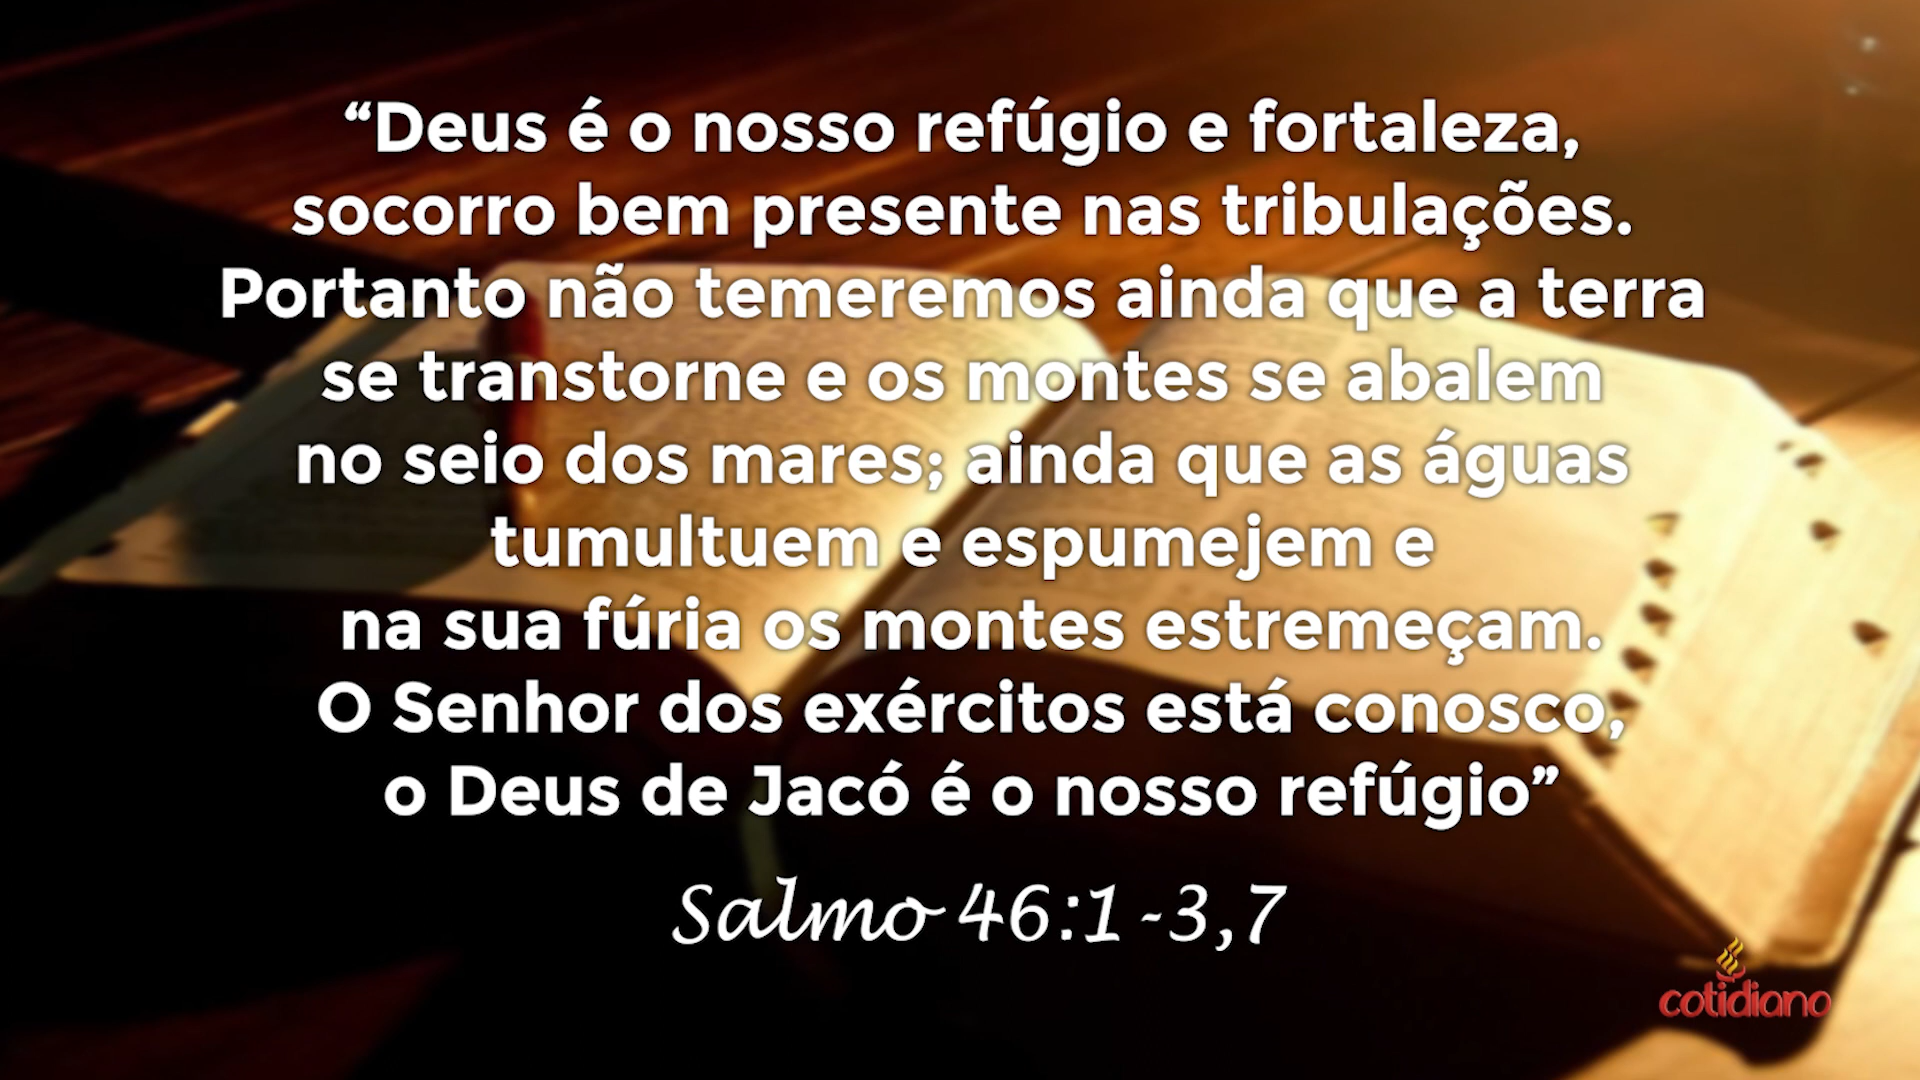 “Deus é o nosso refúgio e fortaleza,
socorro bem presente nas tribulações.
Portanto não temeremos ainda que a terra
se transtorne e os montes se abalem
no seio dos mares; ainda que as águas
tumultuem e espumejem e
na sua fúria os montes estremeçam.
O Senhor dos exércitos está conosco,
o Deus de Jacó é o nosso refúgio”
Salmo 46:1-3,7
cotidiano